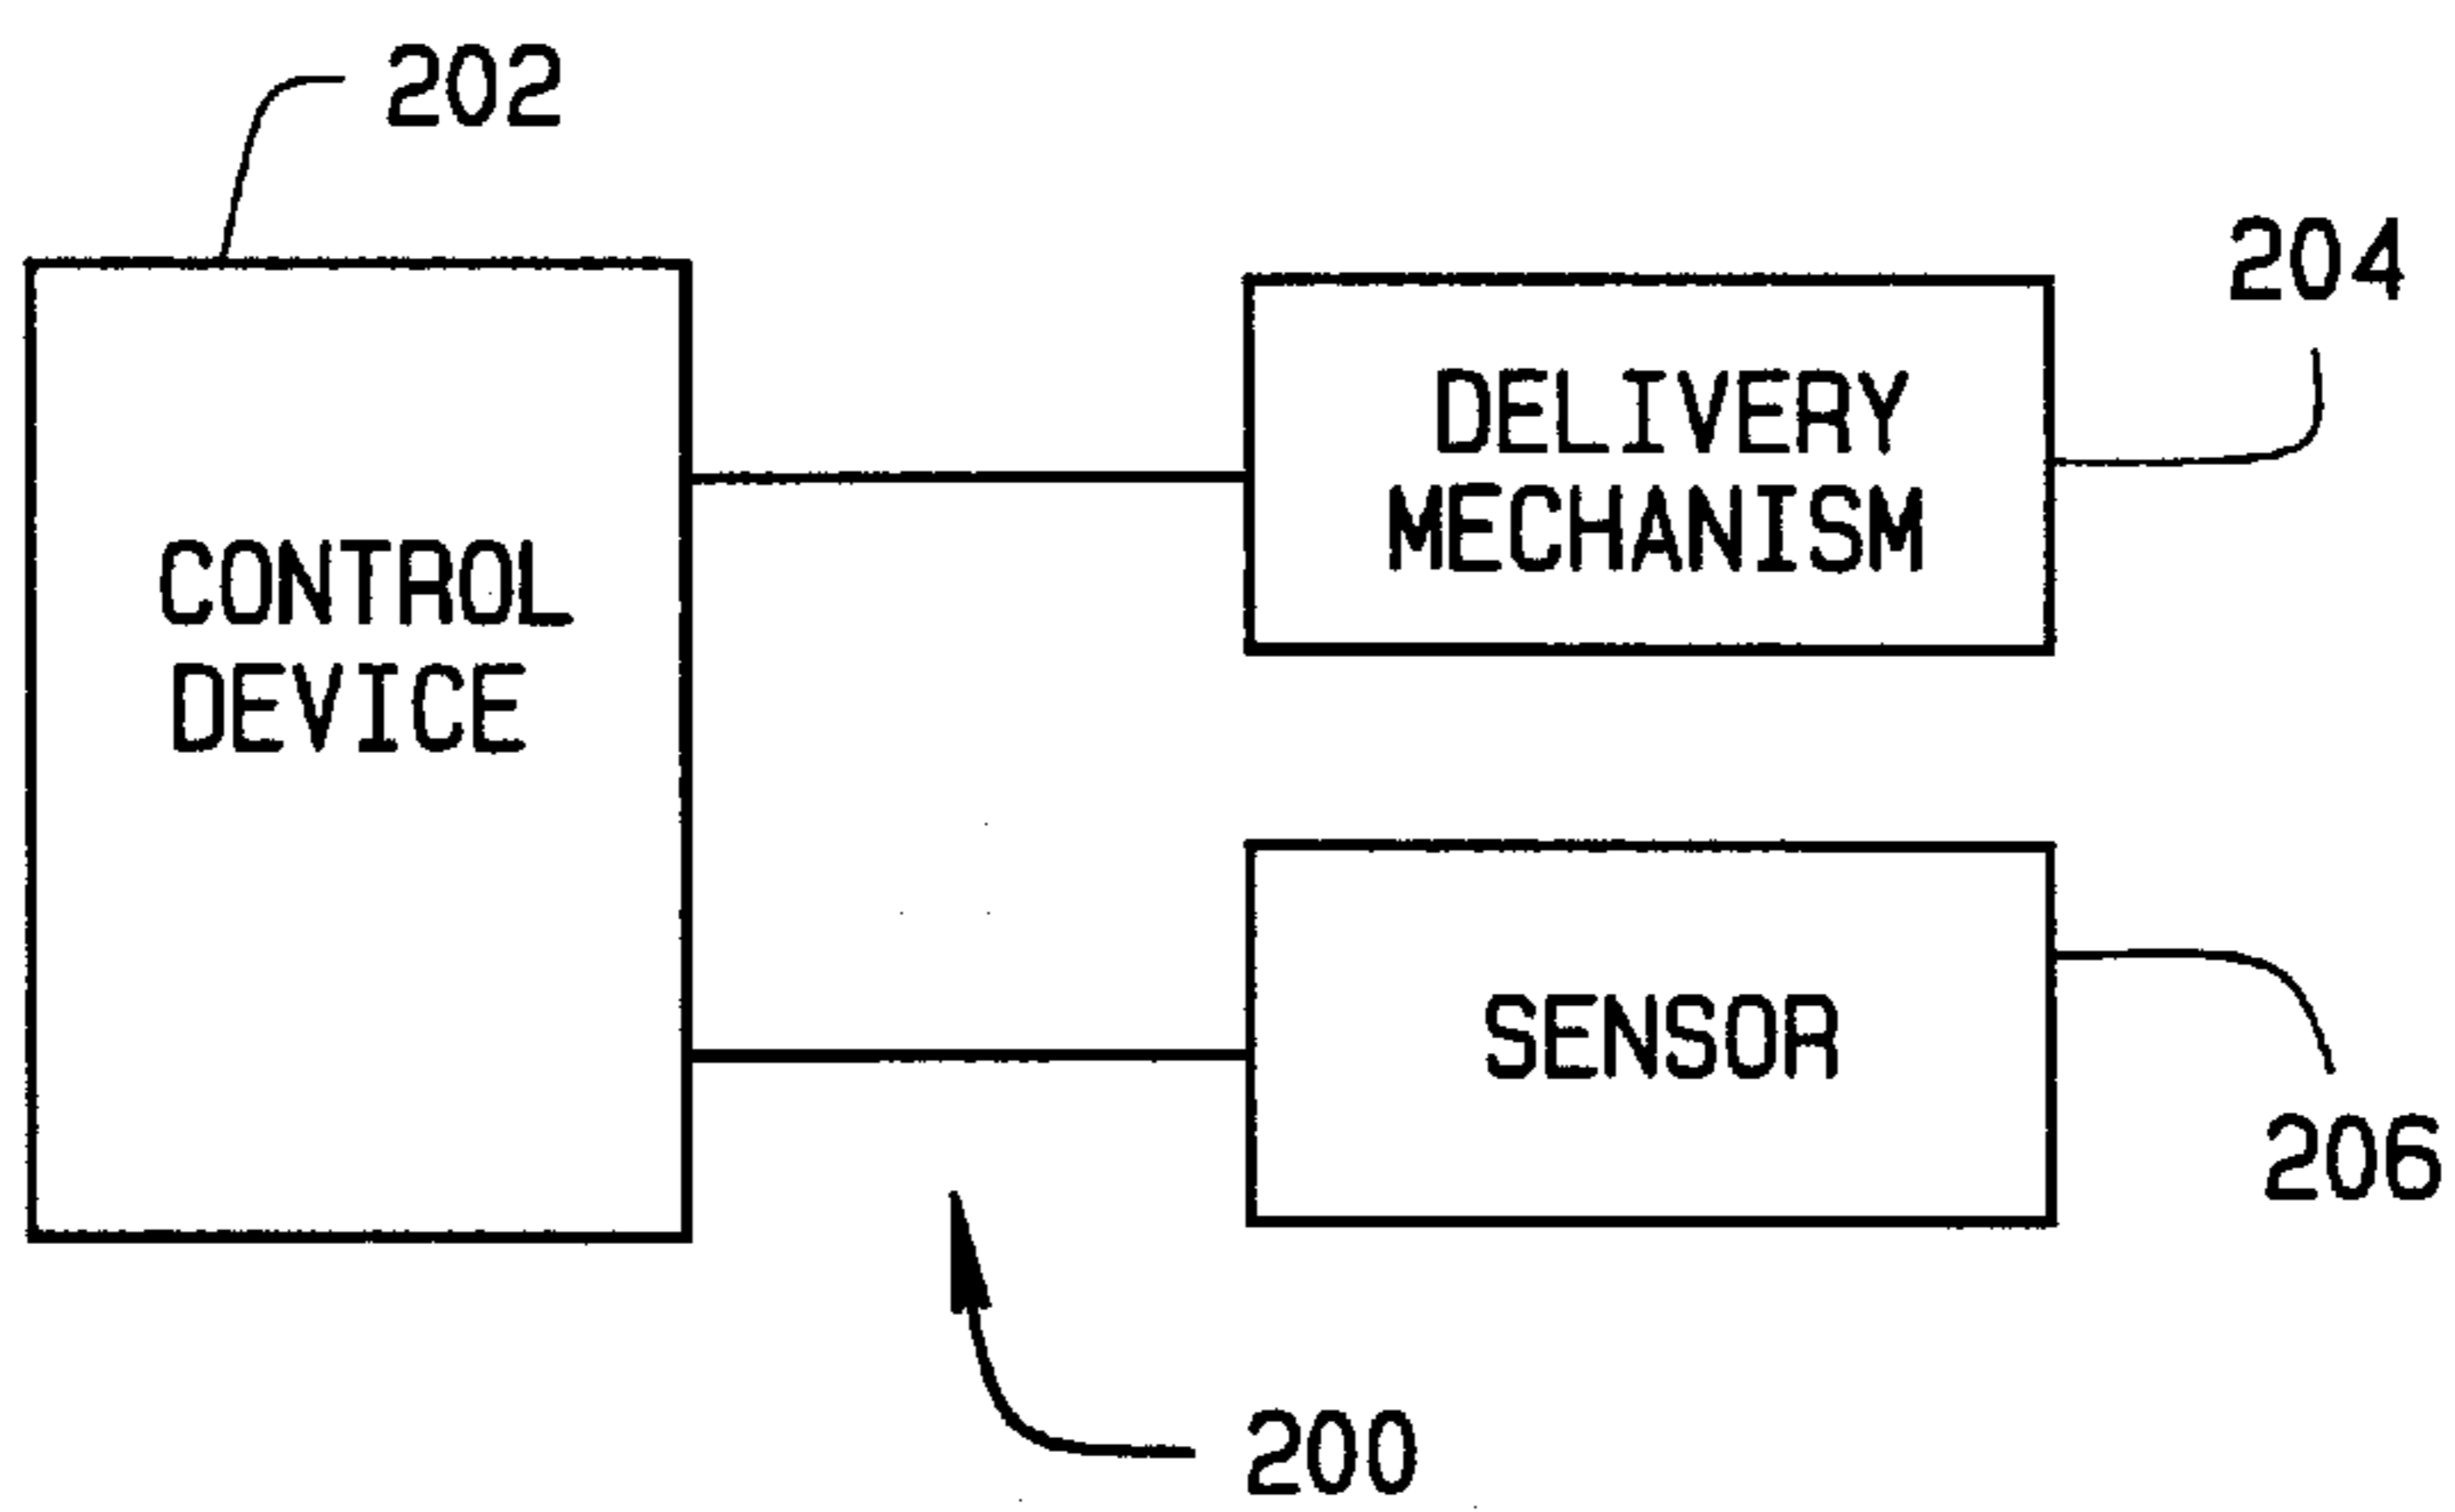 202
204
DELIVERY
MECHANISM
CONTROL
DEVICE
SENSOR
206
200